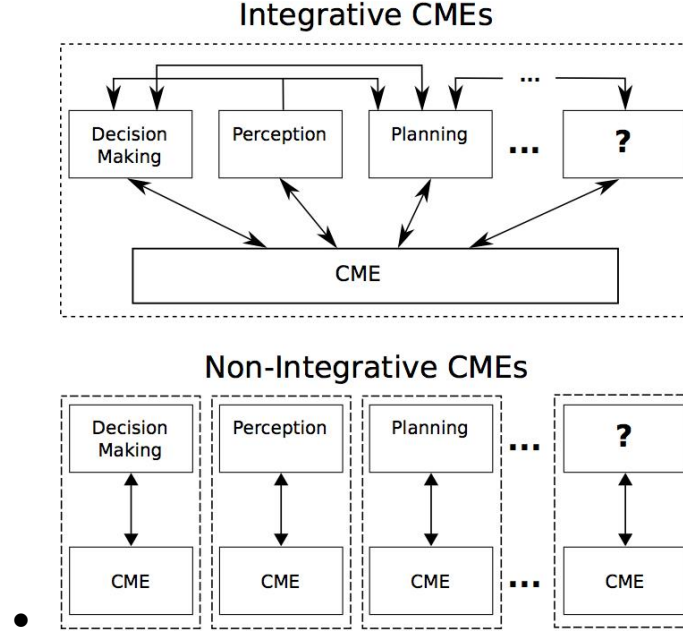 Integrative CMEs
...
Decision
Making
Perception
Planning
...
?
CME
Non-Integrative CMEs
Decision
Making
Perception
Planning
...
?
CME
CME
CME
...
CME